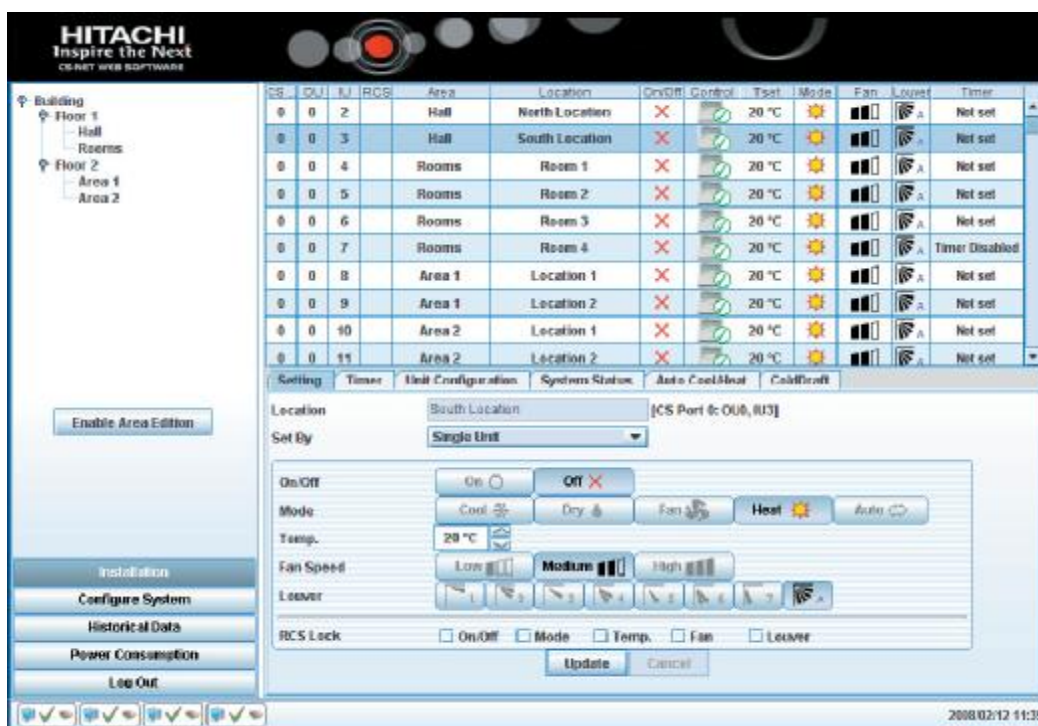 HITACHI
Inspire the Next
CS-NET WEB SOFTWARE
Building
Floor 1
Hall
Rooms
Floor 2
Area 1
Area 2
Enable Area Edition
Installation
Configure System
Historical Data
Power Consumption
Log Out
CS... OU IU RCS Area Location On/Off Control Tset Mode Fan Louver Timer
0 0 2 Hall North Location 20 °C A Not set
0 0 3 Hall South Location 20 °C A Not set
0 0 4 Rooms Room 1 20 °C A Not set
0 0 5 Rooms Room 2 20 °C A Not set
0 0 6 Rooms Room 3 20 °C A Not set
0 0 7 Rooms Room 4 20 °C A Timer Disabled
0 0 8 Area 1 Location 1 20 °C A Not set
0 0 9 Area 1 Location 2 20 °C A Not set
0 0 10 Area 2 Location 1 20 °C A Not set
0 0 11 Area 2 Location 2 20 °C A Not set
Setting Timer Unit Configuration System Status Auto Cool/Heat ColdDraft
Location South Location [CS Port 0: OU0, IU3]
Set By Single Unit
On/Off On Off
Mode Cool Dry Fan Heat Auto
Temp. 20 °C
Fan Speed Low Medium High
Louver 1 2 3 4 5 6 7 A
RCS Lock On/Off Mode Temp. Fan Louver
Update Cancel
2008/02/12 11:3